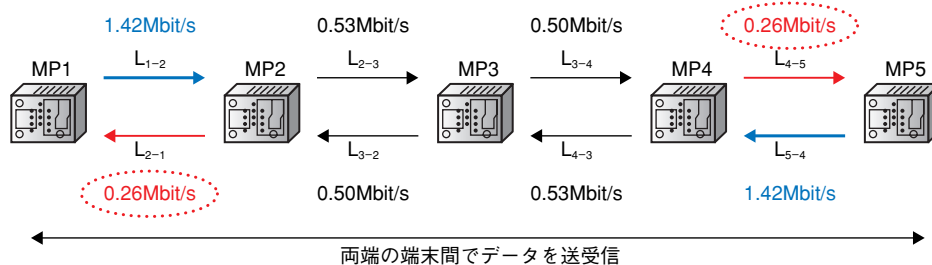 1.42Mbit/s 0.53Mbit/s 0.50Mbit/s 0.26Mbit/s
MP1 L1-2 MP2 L2-3 MP3 L3-4 MP4 L4-5 MP5
L2-1 L3-2 L4-3 L5-4
0.26Mbit/s 0.50Mbit/s 0.53Mbit/s 1.42Mbit/s
両端の端末間でデータを送受信